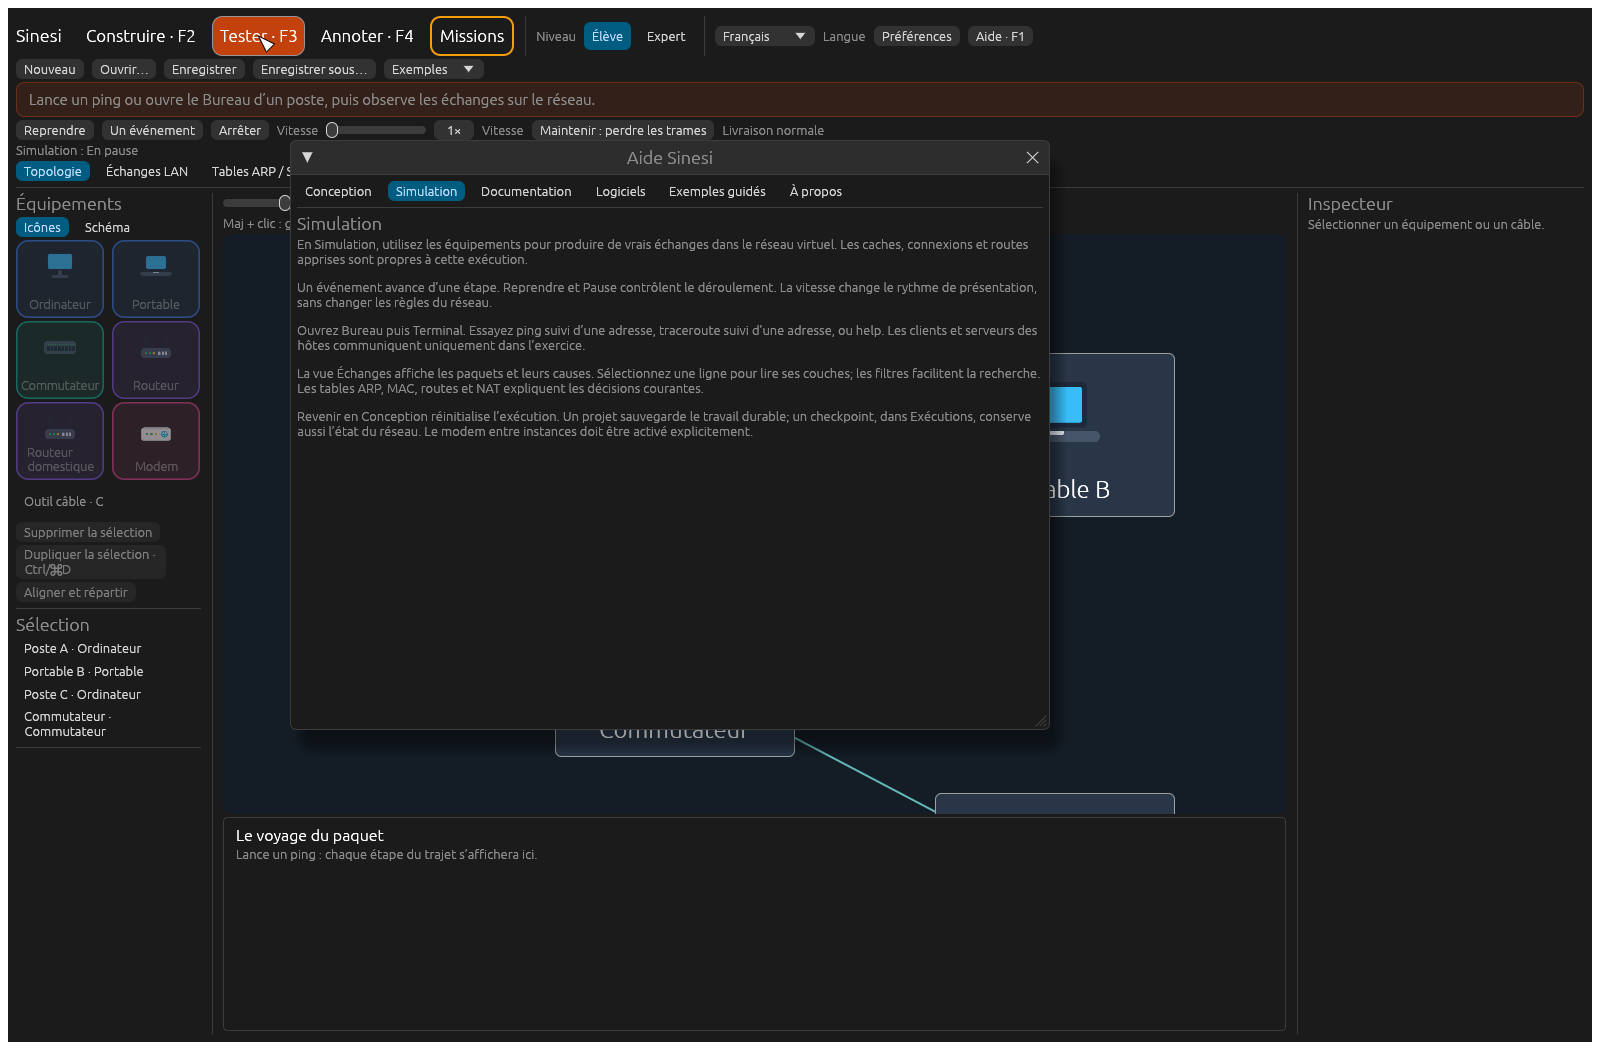 Sinesi
Construire · F2
Tester · F3
Annoter · F4
Missions
Niveau
Élève
Expert
Français
Langue
Préférences
Aide · F1
Nouveau
Ouvrir…
Enregistrer
Enregistrer sous…
Exemples
Lance un ping ou ouvre le Bureau d’un poste, puis observe les échanges sur le réseau.
Reprendre
Un événement
Arrêter
Vitesse
1×
Vitesse
Maintenir : perdre les trames
Livraison normale
Simulation : En pause
Topologie
Échanges LAN
Tables ARP / S
Aide Sinesi
Conception
Simulation
Documentation
Logiciels
Exemples guidés
À propos
Simulation
En Simulation, utilisez les équipements pour produire de vrais échanges dans le réseau virtuel. Les caches, connexions et routes
apprises sont propres à cette exécution.
Un événement avance d’une étape. Reprendre et Pause contrôlent le déroulement. La vitesse change le rythme de présentation,
sans changer les règles du réseau.
Ouvrez Bureau puis Terminal. Essayez ping suivi d’une adresse, traceroute suivi d’une adresse, ou help. Les clients et serveurs des
hôtes communiquent uniquement dans l’exercice.
La vue Échanges affiche les paquets et leurs causes. Sélectionnez une ligne pour lire ses couches; les filtres facilitent la recherche.
Les tables ARP, MAC, routes et NAT expliquent les décisions courantes.
Revenir en Conception réinitialise l’exécution. Un projet sauvegarde le travail durable; un checkpoint, dans Exécutions, conserve
aussi l’état du réseau. Le modem entre instances doit être activé explicitement.
Équipements
Icônes
Schéma
Ordinateur
Portable
Commutateur
Routeur
Routeur
domestique
Modem
Outil câble · C
Supprimer la sélection
Dupliquer la sélection ·
Ctrl/⌘D
Aligner et répartir
Sélection
Poste A · Ordinateur
Portable B · Portable
Poste C · Ordinateur
Commutateur ·
Commutateur
Maj + clic : g
able B
Commutateur
Le voyage du paquet
Lance un ping : chaque étape du trajet s’affichera ici.
Inspecteur
Sélectionner un équipement ou un câble.